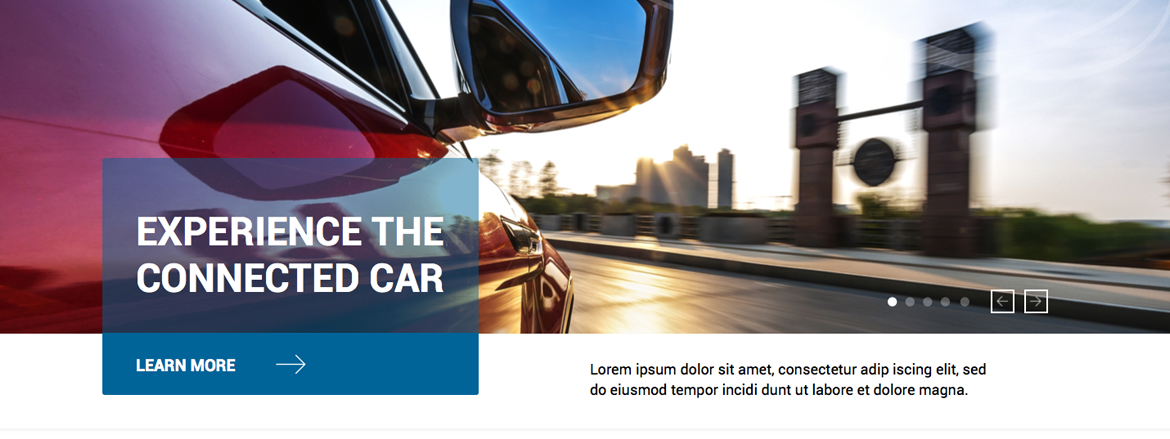 EXPERIENCE THE
CONNECTED CAR
LEARN MORE
Lorem ipsum dolor sit amet, consectetur adip iscing elit, sed
do eiusmod tempor incidi dunt ut labore et dolore magna.